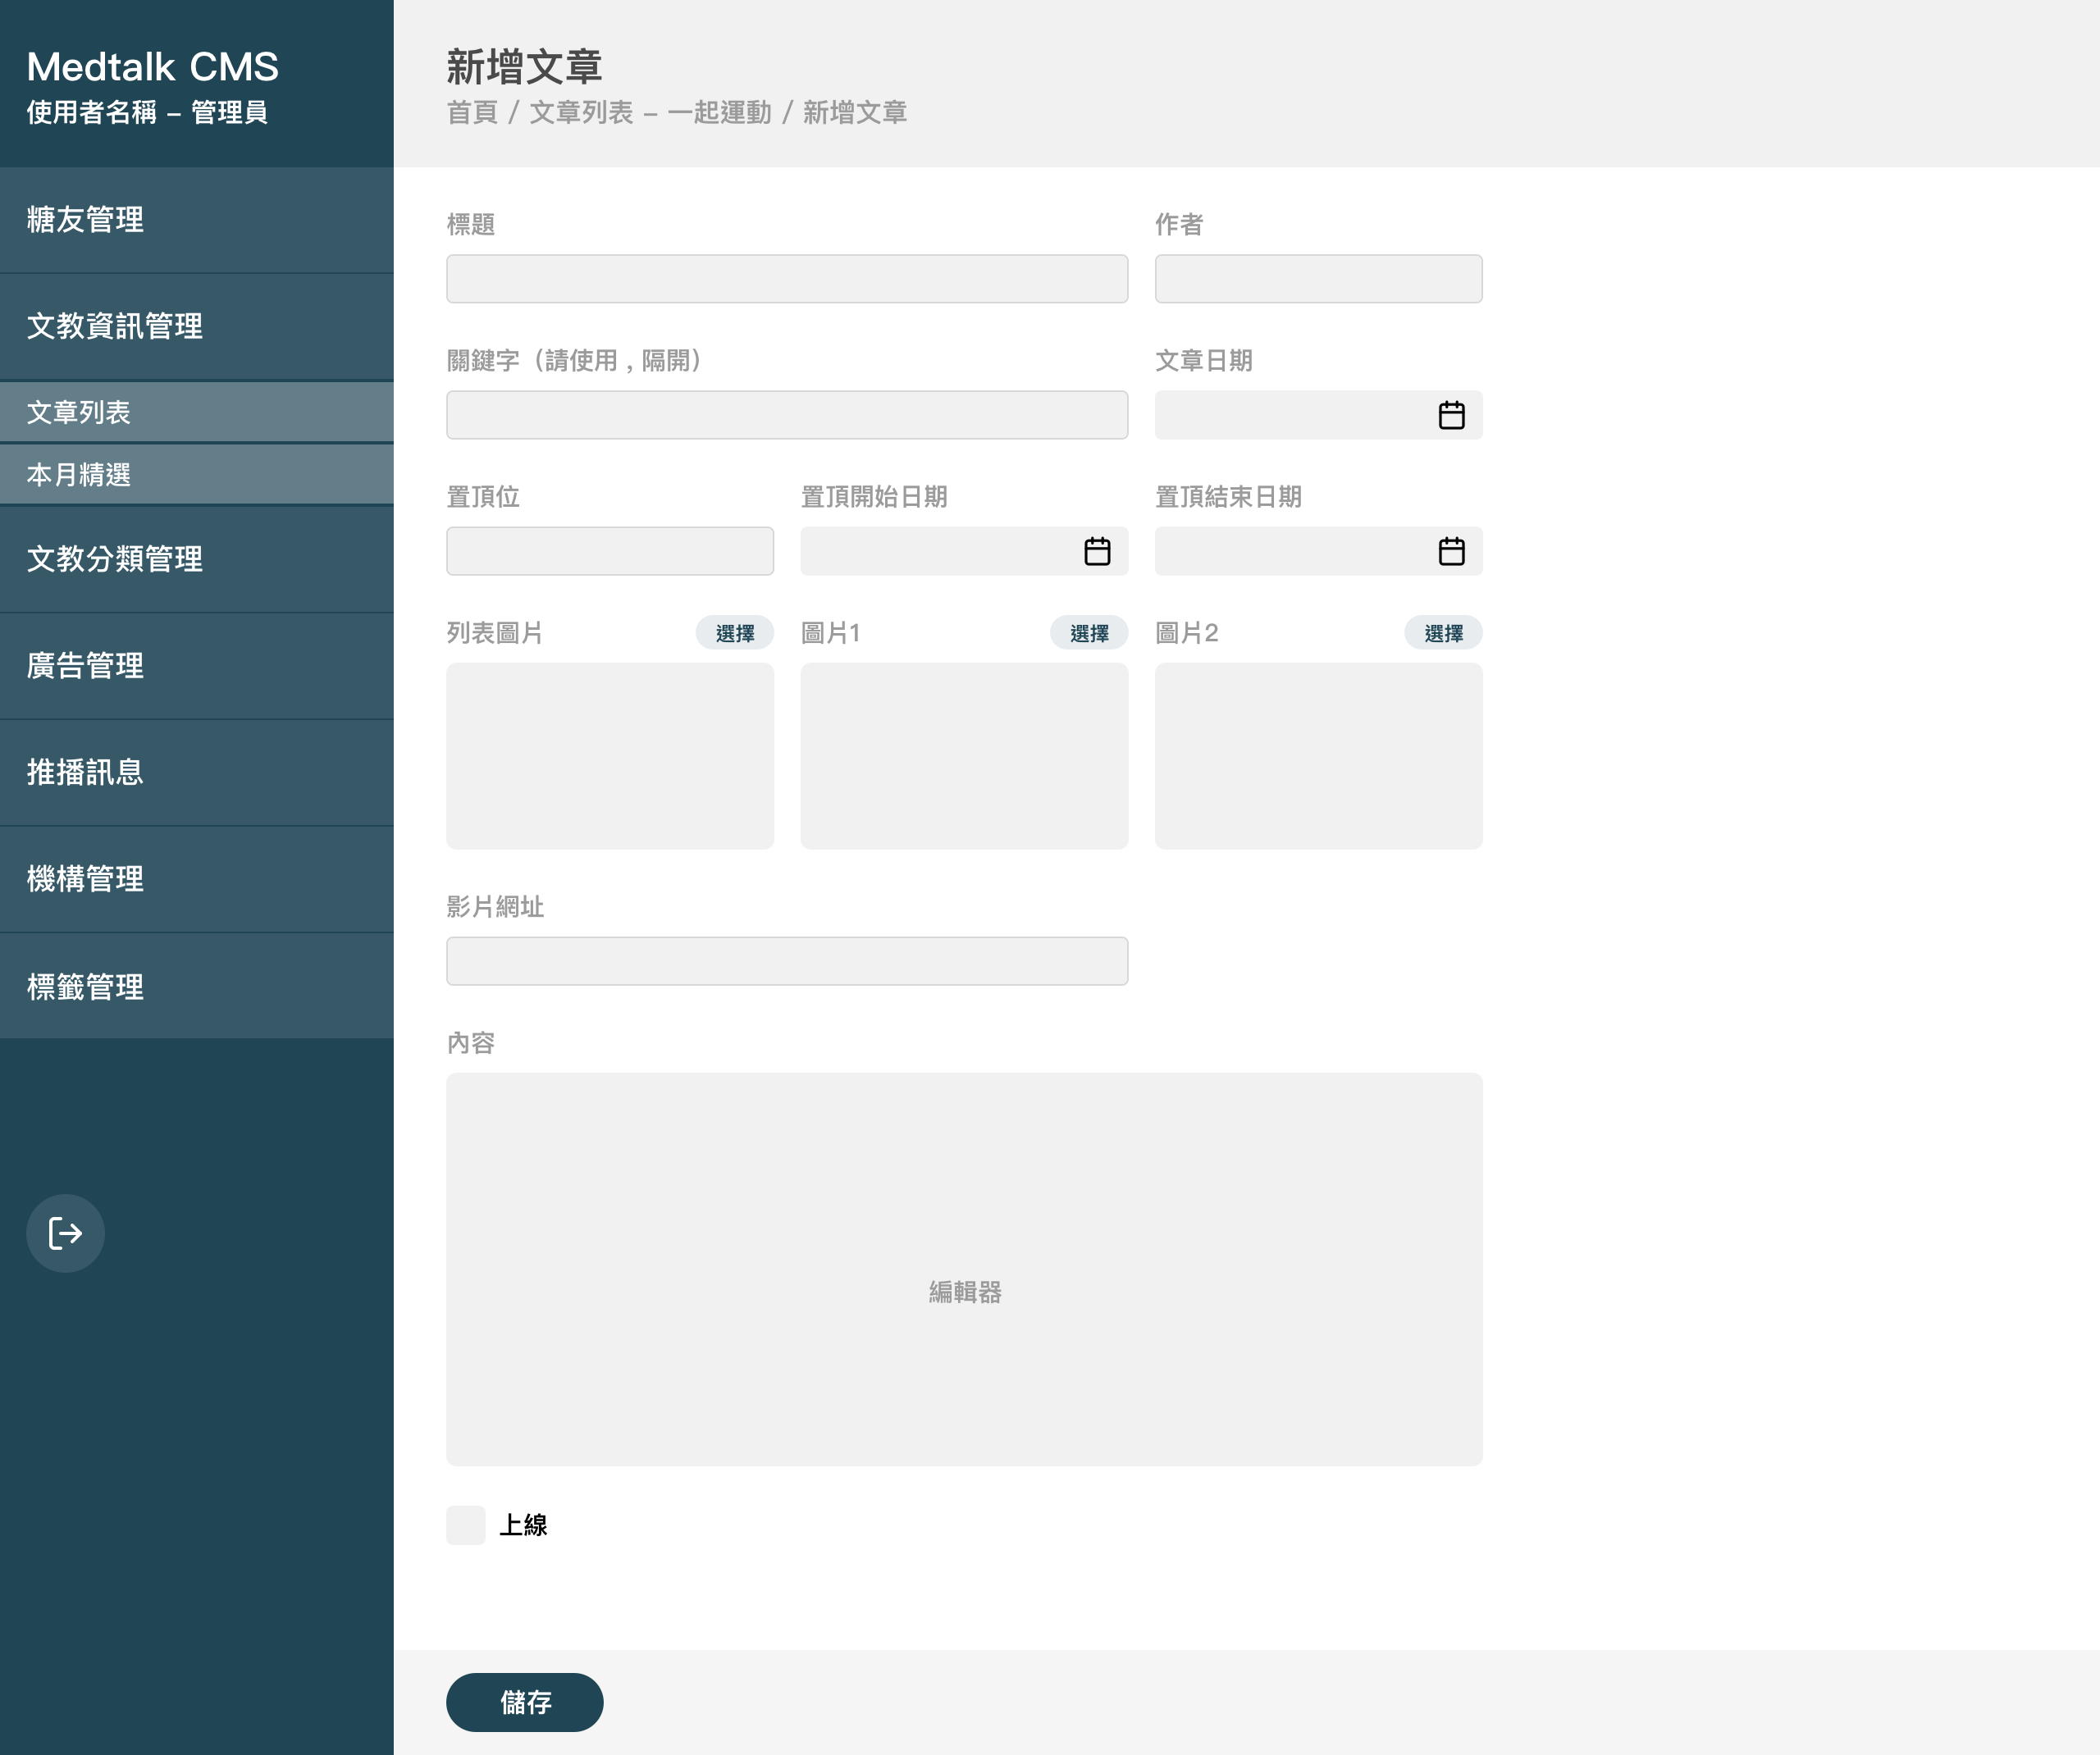 Medtalk CMS
使用者名稱 – 管理員
糖友管理
文教資訊管理
文章列表
本月精選
文教分類管理
廣告管理
推播訊息
機構管理
標籤管理
新增文章
首頁 / 文章列表 – 一起運動 / 新增文章
標題
作者
關鍵字（請使用 , 隔開）
文章日期
置頂位
置頂開始日期
置頂結束日期
列表圖片
選擇
圖片1
選擇
圖片2
選擇
影片網址
內容
編輯器
上線
儲存